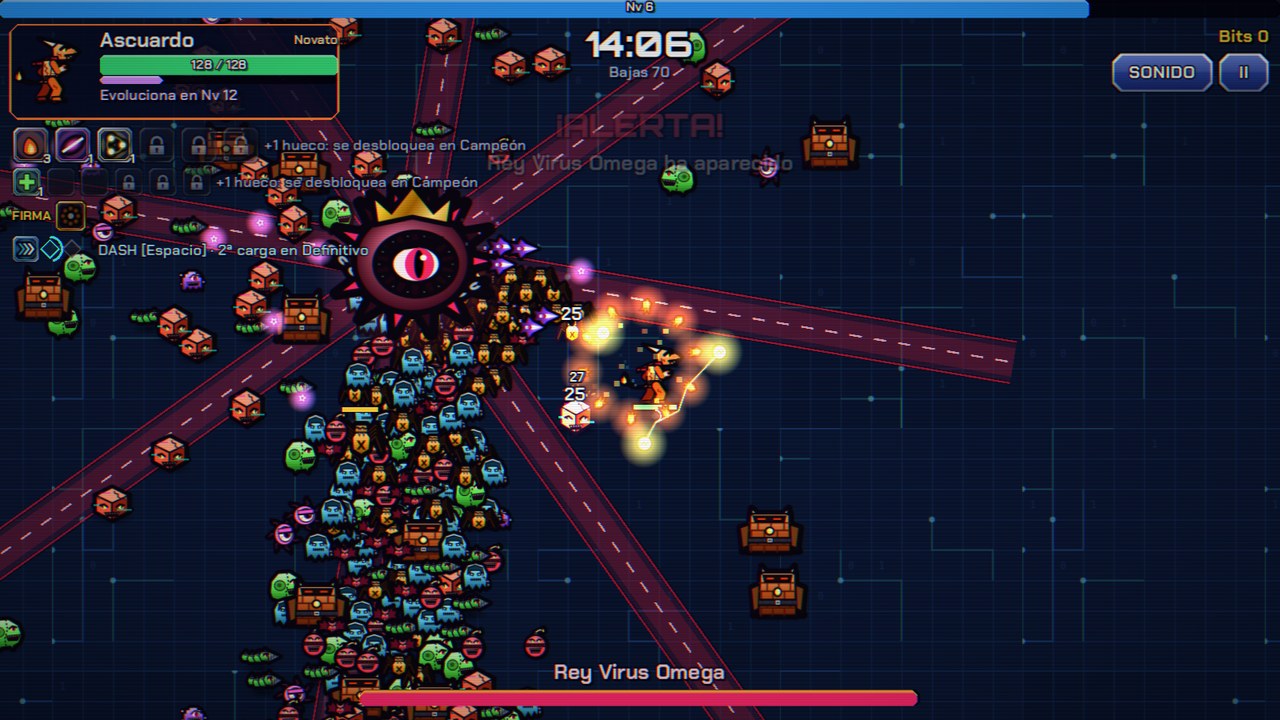 Nv 6
Ascuardo
Novato
128 / 128
Evoluciona en Nv 12
14:06
Bajas 70
Bits 0
SONIDO
II
¡ALERTA!
Rey Virus Omega ha aparecido
3
1
1
+1 hueco: se desbloquea en Campeón
1
+1 hueco: se desbloquea en Campeón
FIRMA
DASH [Espacio] · 2ª carga en Definitivo
25
27
25
Rey Virus Omega